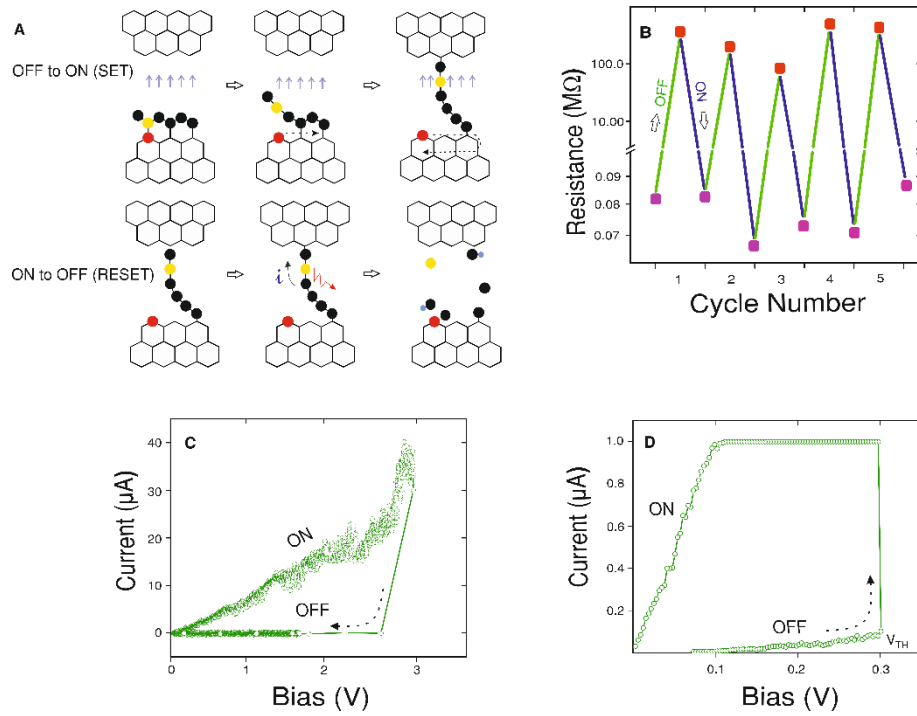 A
OFF to ON (SET)
ON to OFF (RESET)
i
B
Resistance (MΩ)
100.0
10.00
0.09
0.08
0.07
OFF
ON
1 2 3 4 5
Cycle Number
C
Current (μA)
40
30
20
10
0
ON
OFF
0 1 2 3
Bias (V)
D
Current (μA)
1.0
0.8
0.6
0.4
0.2
ON
OFF
VTH
0.1 0.2 0.3
Bias (V)